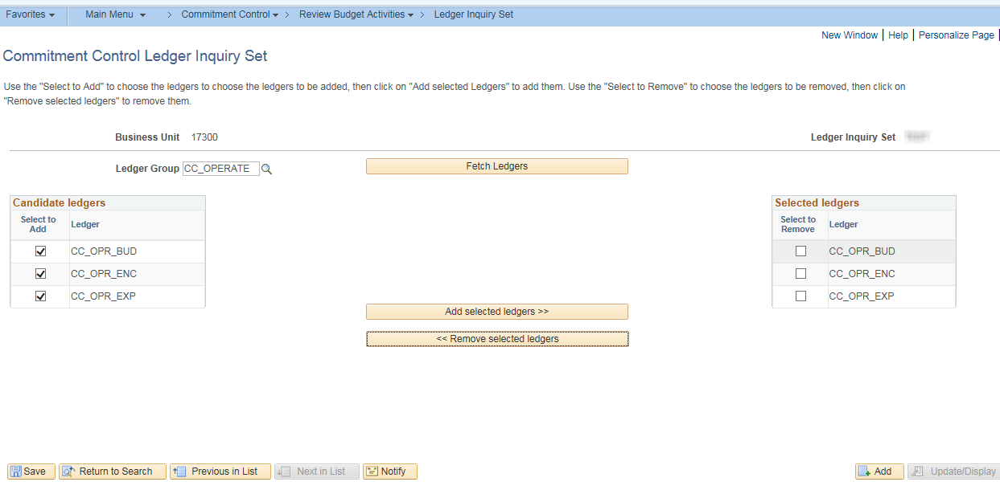 Favorites Main Menu > Commitment Control > Review Budget Activities > Ledger Inquiry Set
New Window | Help | Personalize Page |
Commitment Control Ledger Inquiry Set
Use the "Select to Add" to choose the ledgers to choose the ledgers to be added, then click on "Add selected Ledgers" to add them. Use the "Select to Remove" to choose the ledgers to be removed, then click on
"Remove selected ledgers" to remove them.
Business Unit 17300 Ledger Inquiry Set
Ledger Group CC_OPERATE Fetch Ledgers
Candidate ledgers
Select to
Add
Ledger
CC_OPR_BUD
CC_OPR_ENC
CC_OPR_EXP
Add selected ledgers >>
<< Remove selected ledgers
Selected ledgers
Select to
Remove
Ledger
CC_OPR_BUD
CC_OPR_ENC
CC_OPR_EXP
Save Return to Search Previous in List Next in List Notify Add Update/Display